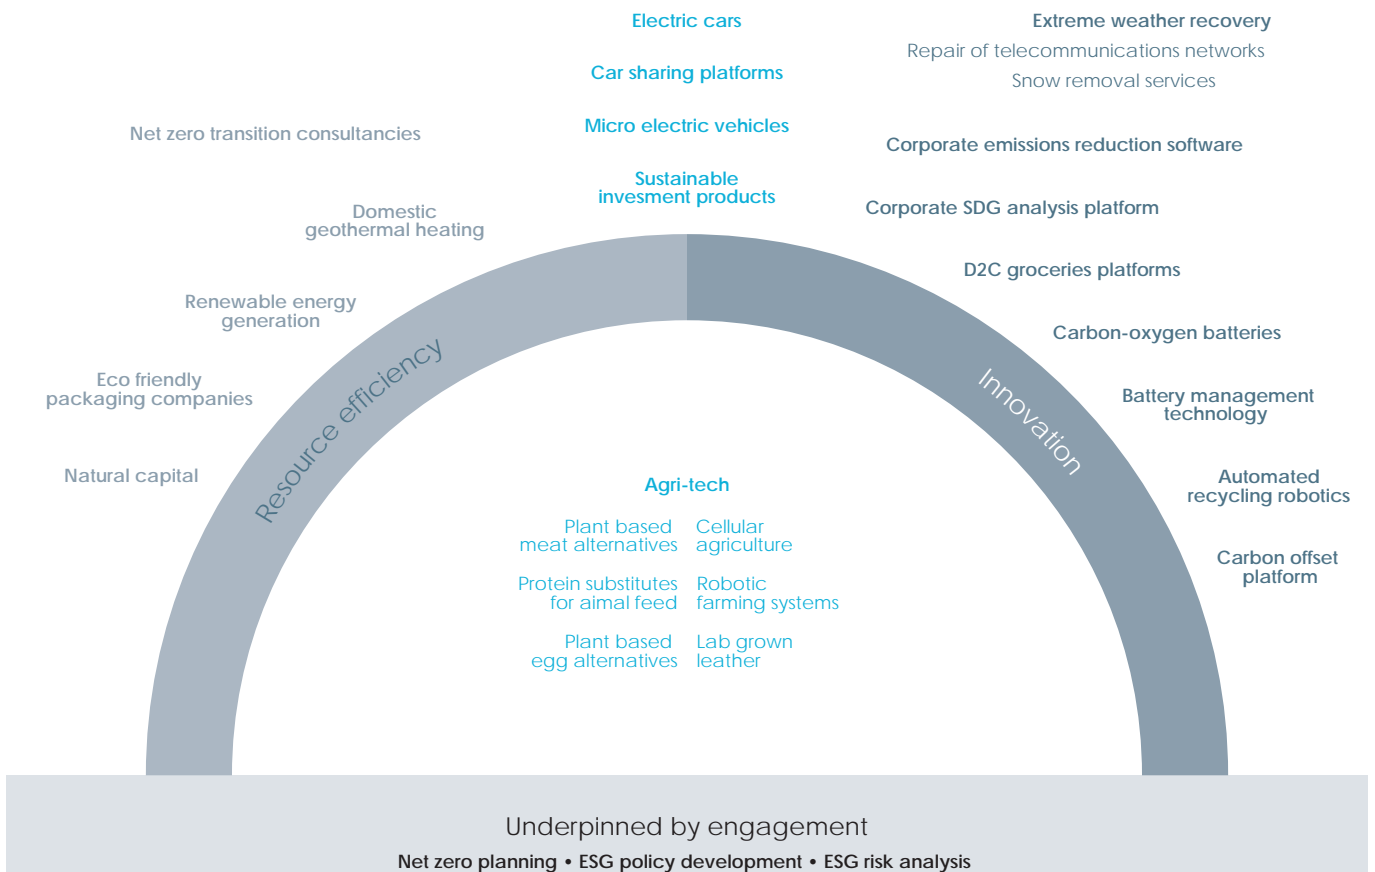 Electric cars
Car sharing platforms
Micro electric vehicles
Sustainable
invesment products
Extreme weather recovery
Repair of telecommunications networks
Snow removal services
Corporate emissions reduction software
Corporate SDG analysis platform
D2C groceries platforms
Carbon-oxygen batteries
Battery management
technology
Automated
recycling robotics
Carbon offset
platform
Net zero transition consultancies
Domestic
geothermal heating
Renewable energy
generation
Eco friendly
packaging companies
Natural capital
Resource efficiency
Innovation
Agri-tech
Plant based
meat alternatives
Cellular
agriculture
Protein substitutes
for aimal feed
Robotic
farming systems
Plant based
egg alternatives
Lab grown
leather
Underpinned by engagement
Net zero planning • ESG policy development • ESG risk analysis